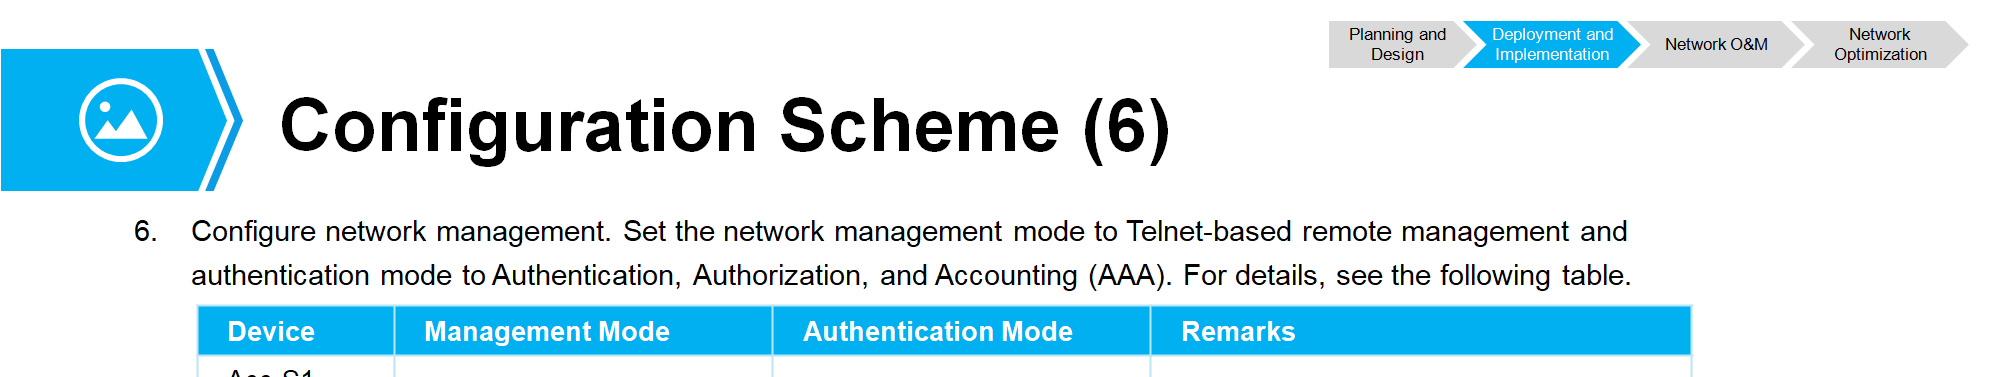 Planning and
Design
Deployment and
Implementation
Network O&M
Network
Optimization
Configuration Scheme (6)
6. Configure network management. Set the network management mode to Telnet-based remote management and
authentication mode to Authentication, Authorization, and Accounting (AAA). For details, see the following table.
Device Management Mode Authentication Mode Remarks